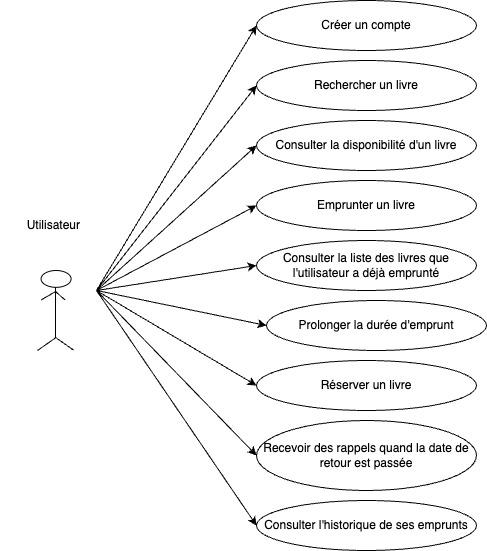 Créer un compte
Rechercher un livre
Consulter la disponibilité d'un livre
Utilisateur
Emprunter un livre
Consulter la liste des livres que
l'utilisateur a déjà emprunté
Prolonger la durée d'emprunt
Réserver un livre
Recevoir des rappels quand la date de
retour est passée
Consulter l'historique de ses emprunts